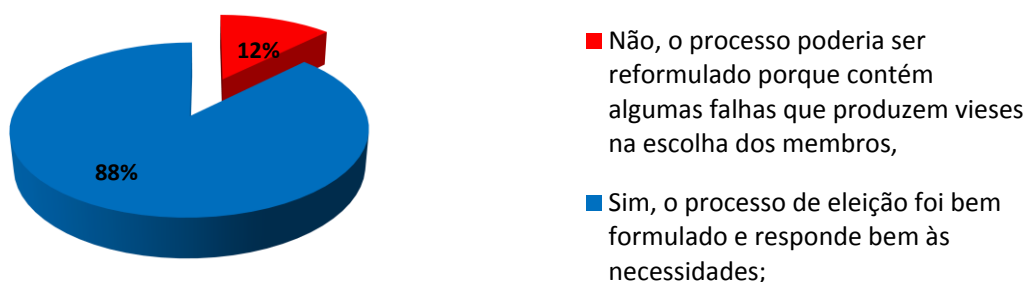 12%
88%
Não, o processo poderia ser
reformulado porque contém
algumas falhas que produzem vieses
na escolha dos membros,
Sim, o processo de eleição foi bem
formulado e responde bem às
necessidades;